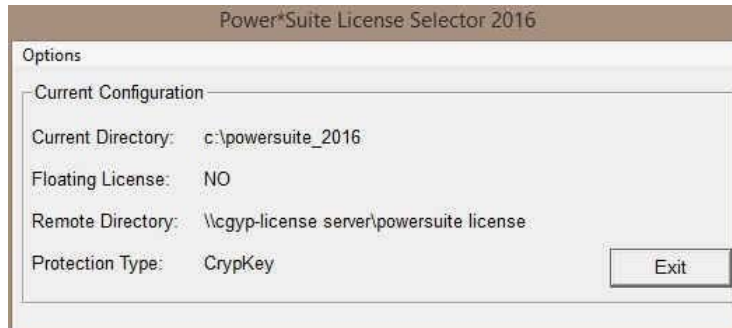 Power*Suite License Selector 2016
Options
Current Configuration
Current Directory: c:\powersuite_2016
Floating License: NO
Remote Directory: \\cgyp-license server\powersuite license
Protection Type: CrypKey
Exit